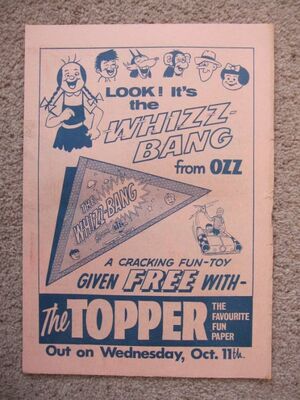 LOOK! It's
the
WHIZZ-
BANG
from OZZ
THE
WHIZZ-BANG
A CRACKING FUN-TOY
GIVEN FREE WITH-
The TOPPER
THE
FAVOURITE
FUN
PAPER
Out on Wednesday, Oct. 11th.